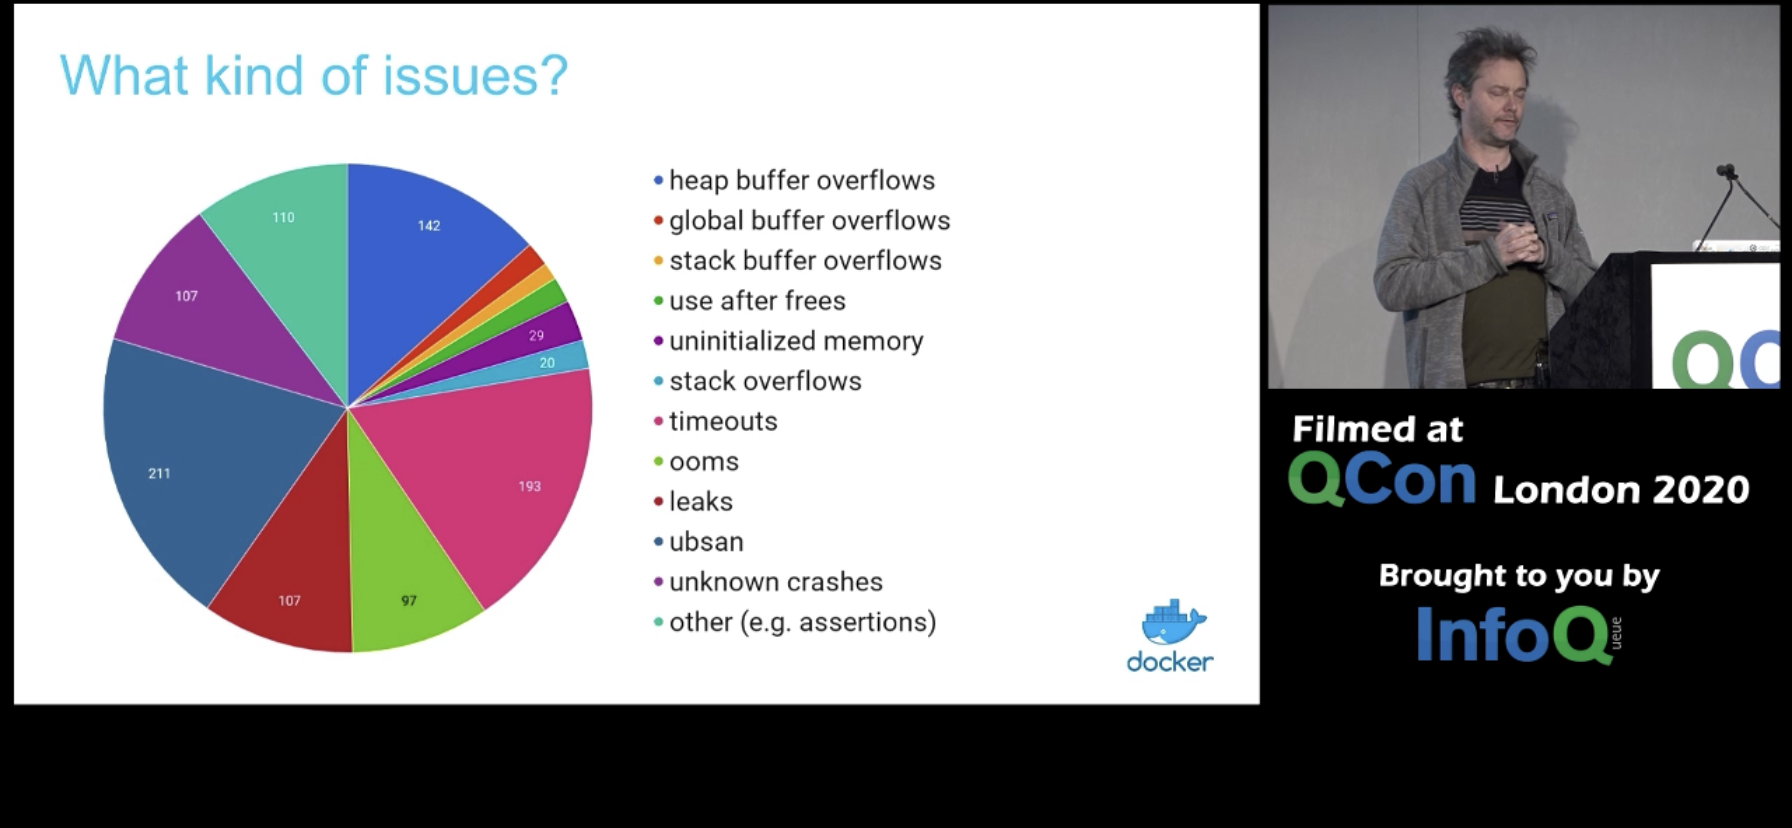 What kind of issues?
110
142
107
29
20
211
193
107
97
heap buffer overflows
global buffer overflows
stack buffer overflows
use after frees
uninitialized memory
stack overflows
timeouts
ooms
leaks
ubsan
unknown crashes
other (e.g. assertions)
docker
QC
Filmed at
QCon London 2020
Brought to you by
InfoQ
ueue